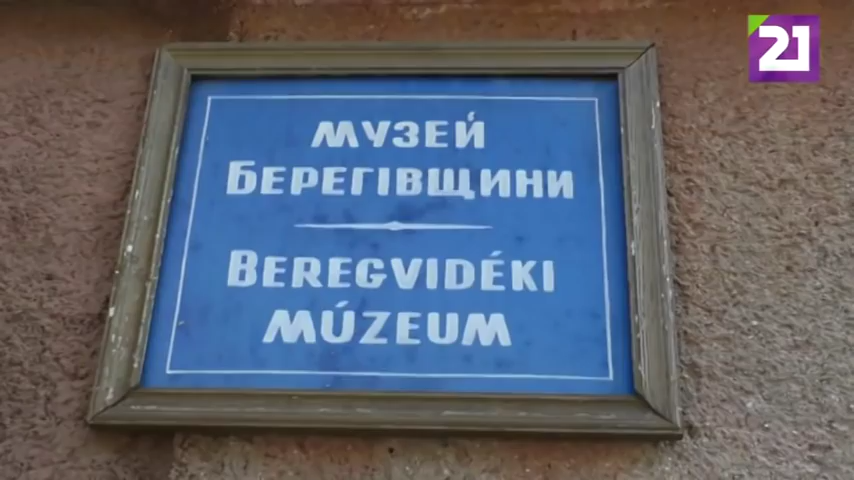 21
МУЗЕЙ
БЕРЕГІВЩИНИ
BEREGVIDÉKI
MÚZEUM